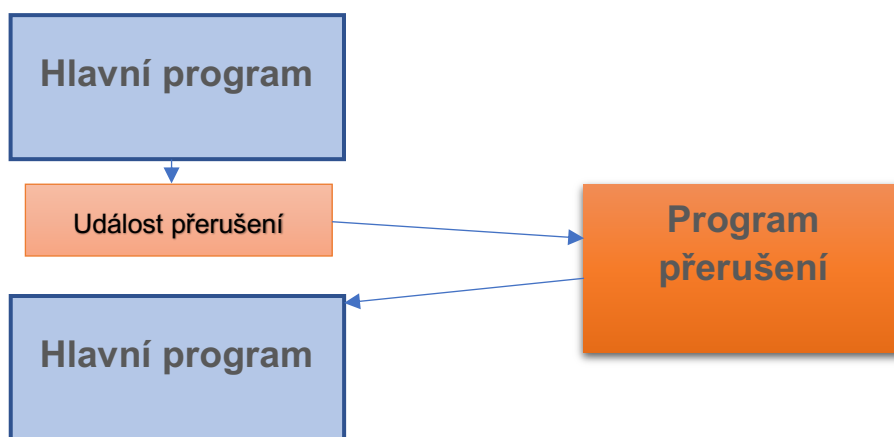 Hlavní program
Událost přerušení
Program
přerušení
Hlavní program